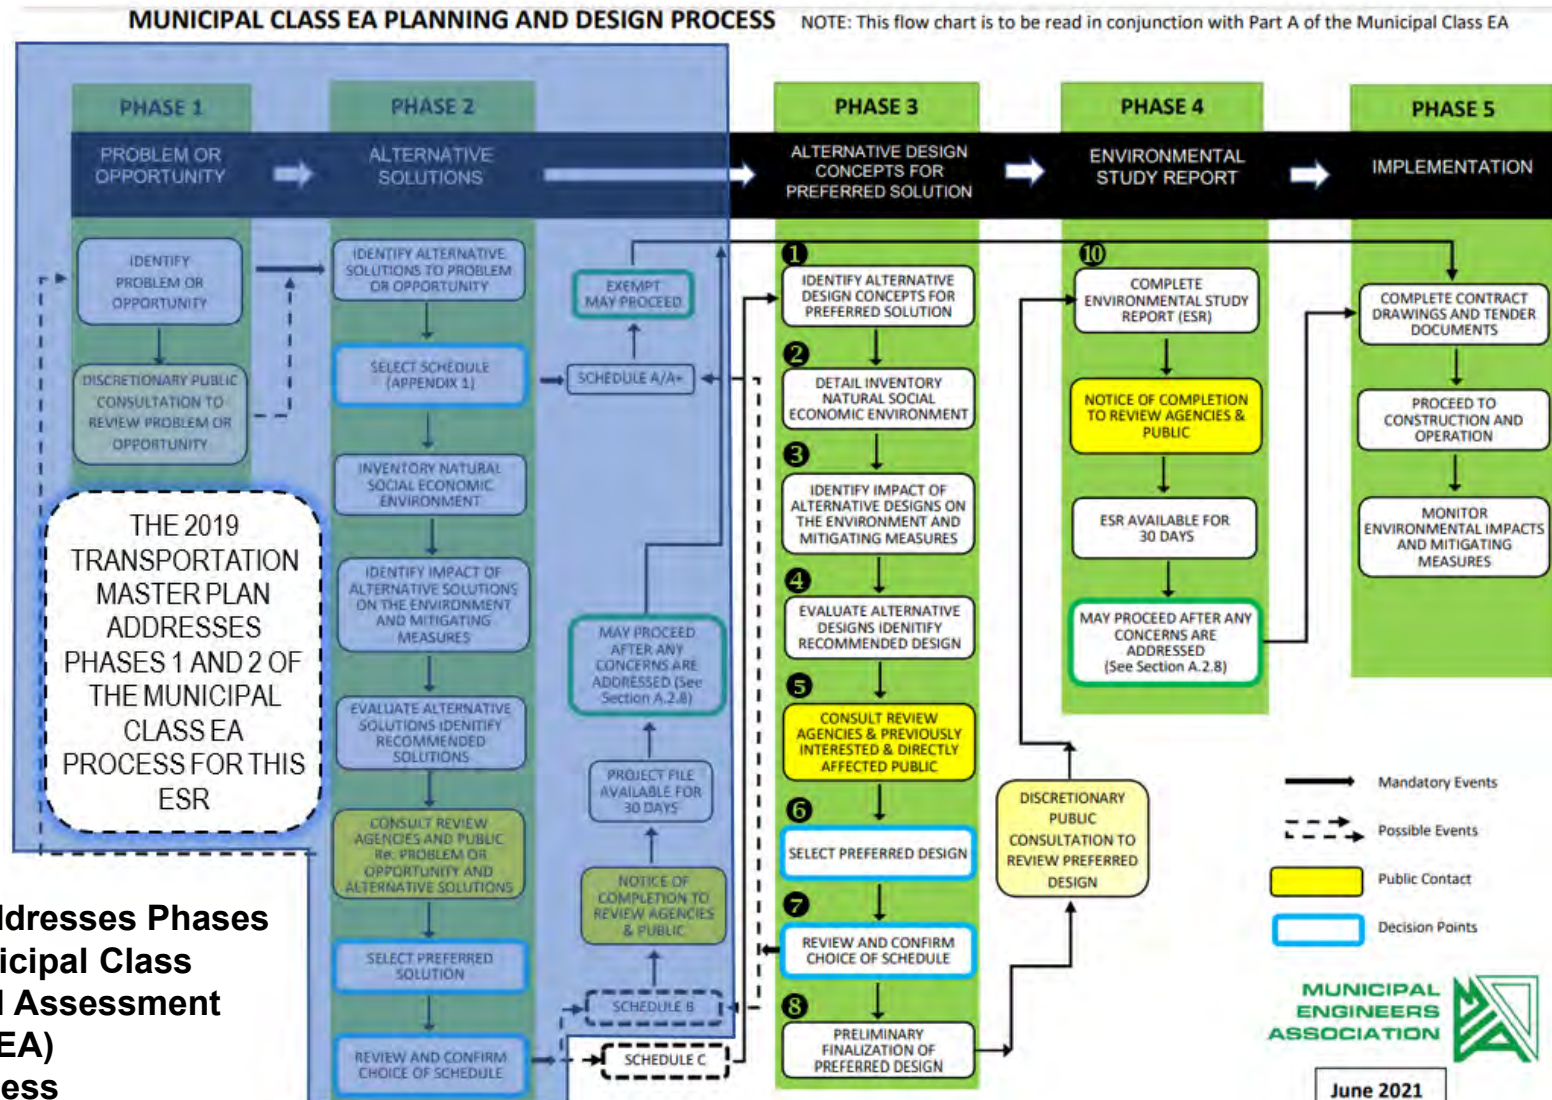 MUNICIPAL CLASS EA PLANNING AND DESIGN PROCESS
NOTE: This flow chart is to be read in conjunction with Part A of the Municipal Class EA
PHASE 1
PROBLEM OR
OPPORTUNITY
IDENTIFY
PROBLEM OR
OPPORTUNITY
DISCRETIONARY PUBLIC
CONSULTATION TO
REVIEW PROBLEM OR
OPPORTUNITY
THE 2019
TRANSPORTATION
MASTER PLAN
ADDRESSES
PHASES 1 AND 2 OF
THE MUNICIPAL
CLASS EA
PROCESS FOR THIS
ESR
ddresses Phases
icipal Class
l Assessment
EA)
ess
PHASE 2
ALTERNATIVE
SOLUTIONS
IDENTIFY ALTERNATIVE
SOLUTIONS TO PROBLEM
OR OPPORTUNITY
SELECT SCHEDULE
(APPENDIX 1)
INVENTORY NATURAL
SOCIAL ECONOMIC
ENVIRONMENT
IDENTIFY IMPACT OF
ALTERNATIVE SOLUTIONS
ON THE ENVIRONMENT
AND MITIGATING
MEASURES
EVALUATE ALTERNATIVE
SOLUTIONS IDENITIFY
RECOMMENDED
SOLUTIONS
CONSULT REVIEW
AGENCIES AND PUBLIC
Re: PROBLEM OR
OPPORTUNITY AND
ALTERNATIVE SOLUTIONS
SELECT PREFERRED
SOLUTION
REVIEW AND CONFIRM
CHOICE OF SCHEDULE
EXEMPT
MAY PROCEED
SCHEDULE A/A+
MAY PROCEED
AFTER ANY
CONCERNS ARE
ADDRESSED (See
Section A.2.8)
PROJECT FILE
AVAILABLE FOR
30 DAYS
NOTICE OF
COMPLETION TO
REVIEW AGENCIES
& PUBLIC
SCHEDULE B
SCHEDULE C
PHASE 3
ALTERNATIVE DESIGN
CONCEPTS FOR
PREFERRED SOLUTION
1
IDENTIFY ALTERNATIVE
DESIGN CONCEPTS FOR
PREFERRED SOLUTION
2
DETAIL INVENTORY
NATURAL SOCIAL
ECONOMIC ENVIRONMENT
3
IDENTIFY IMPACT OF
ALTERNATIVE DESIGNS ON
THE ENVIRONMENT AND
MITIGATING MEASURES
4
EVALUATE ALTERNATIVE
DESIGNS IDENITIFY
RECOMMENDED DESIGN
5
CONSULT REVIEW
AGENCIES & PREVIOUSLY
INTERESTED & DIRECTLY
AFFECTED PUBLIC
6
SELECT PREFERRED DESIGN
7
REVIEW AND CONFIRM
CHOICE OF SCHEDULE
8
PRELIMINARY
FINALIZATION OF
PREFERRED DESIGN
DISCRETIONARY
PUBLIC
CONSULTATION TO
REVIEW PREFERRED
DESIGN
PHASE 4
ENVIRONMENTAL
STUDY REPORT
10
COMPLETE
ENVIRONMENTAL STUDY
REPORT (ESR)
NOTICE OF COMPLETION
TO REVIEW AGENCIES &
PUBLIC
ESR AVAILABLE FOR
30 DAYS
MAY PROCEED AFTER ANY
CONCERNS ARE
ADDRESSED
(See Section A.2.8)
PHASE 5
IMPLEMENTATION
COMPLETE CONTRACT
DRAWINGS AND TENDER
DOCUMENTS
PROCEED TO
CONSTRUCTION AND
OPERATION
MONITOR
ENVIRONMENTAL IMPACTS
AND MITIGATING
MEASURES
Mandatory Events
Possible Events
Public Contact
Decision Points
MUNICIPAL
ENGINEERS
ASSOCIATION
June 2021